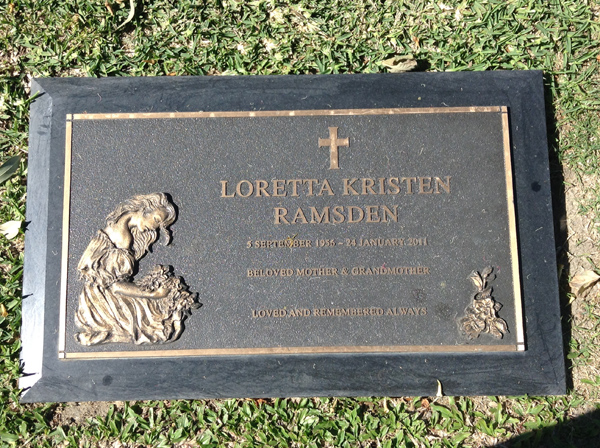 LORETTA KRISTEN
RAMSDEN
5 SEPTEMBER 1956 – 24 JANUARY 2011
BELOVED MOTHER & GRANDMOTHER
LOVED AND REMEMBERED ALWAYS